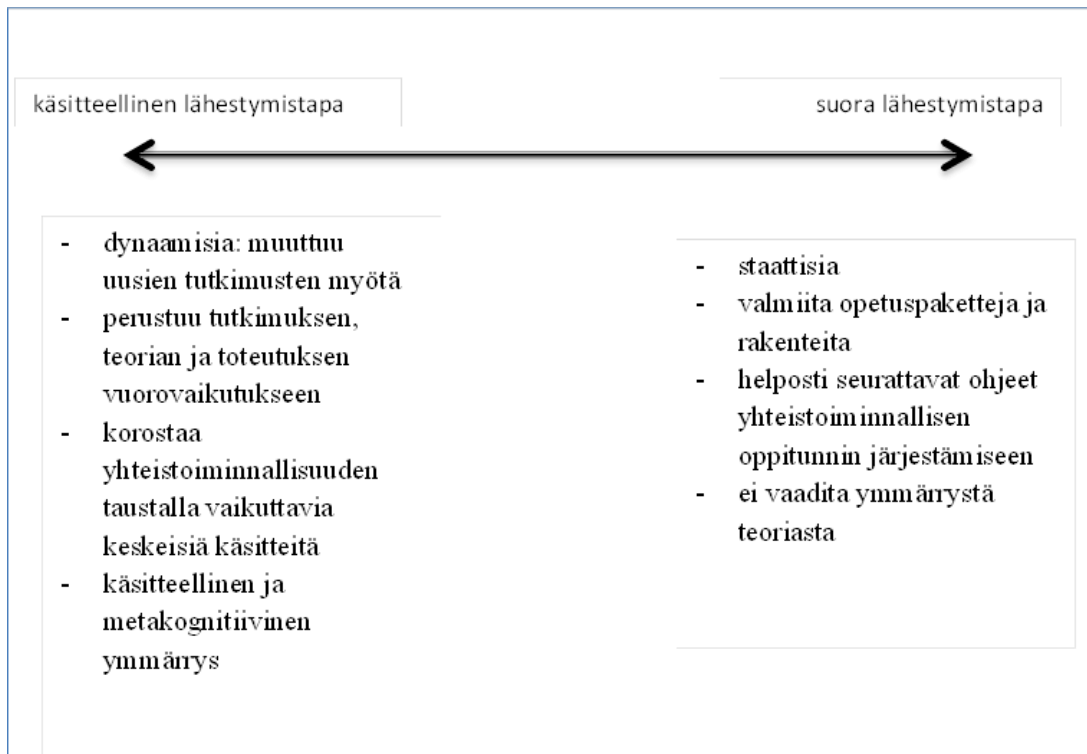 käsitteellinen lähestymistapa
suora lähestymistapa
- dynaamisia: muuttuu
uusien tutkimusten myötä
- perustuu tutkimuksen,
teorian ja toteutuksen
vuorovaikutukseen
- korostaa
yhteistoiminnallisuuden
taustalla vaikuttavia
keskeisiä käsitteitä
- käsitteellinen ja
metakognitiivinen
ymmärrys
- staattisia
- valmiita opetuspaketteja ja
rakenteita
- helposti seurattavat ohjeet
yhteistoiminnallisen
oppitunnin järjestämiseen
- ei vaadita ymmärrystä
teoriasta